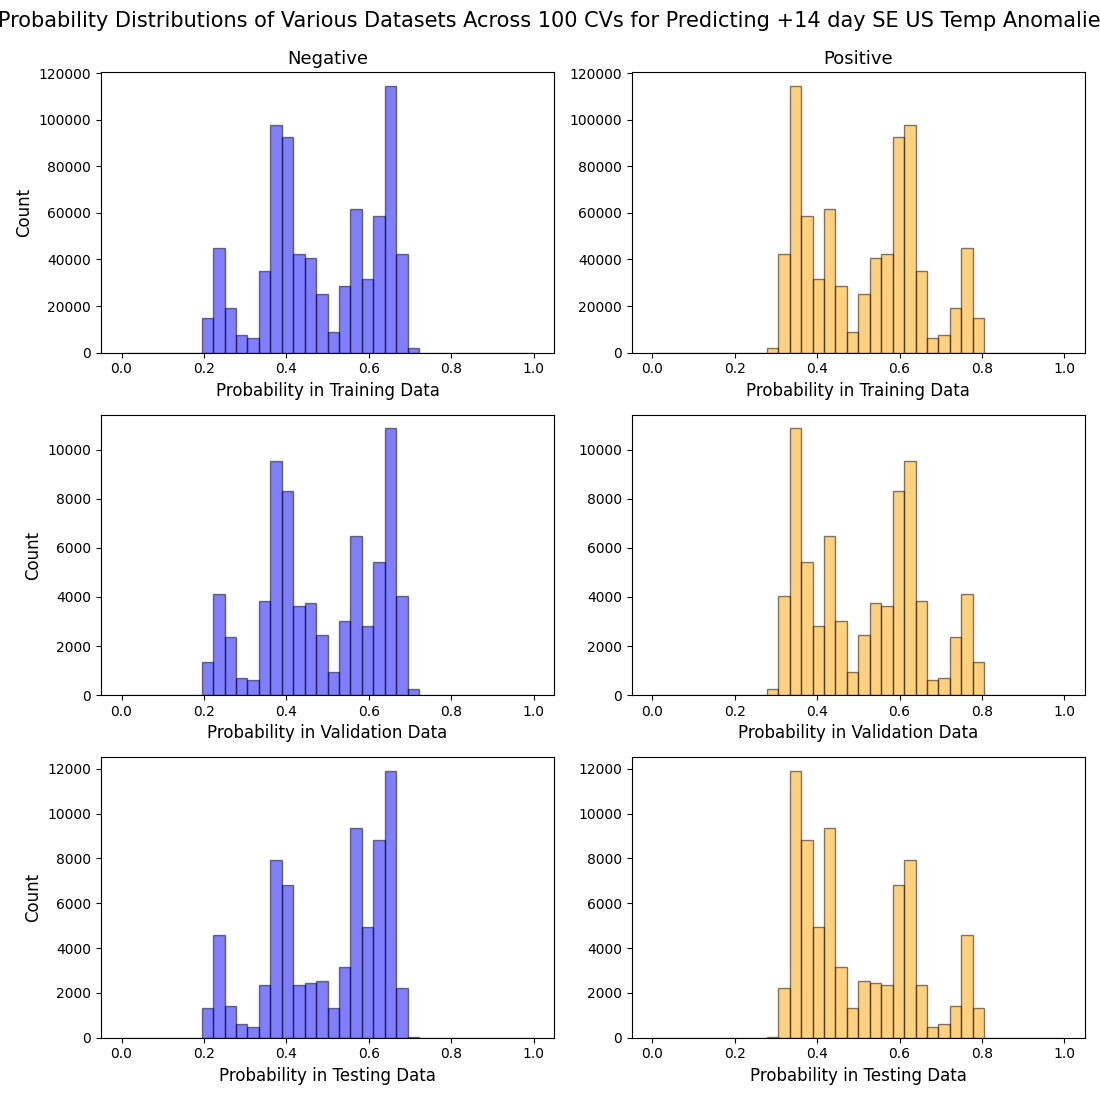 Probability Distributions of Various Datasets Across 100 CVs for Predicting +14 day SE US Temp Anomalie
Negative
Positive
120000
100000
80000
60000
40000
20000
0
Count
0.0 0.2 0.4 0.6 0.8 1.0
Probability in Training Data
120000
100000
80000
60000
40000
20000
0
0.0 0.2 0.4 0.6 0.8 1.0
Probability in Training Data
10000
8000
6000
4000
2000
0
Count
0.0 0.2 0.4 0.6 0.8 1.0
Probability in Validation Data
10000
8000
6000
4000
2000
0
0.0 0.2 0.4 0.6 0.8 1.0
Probability in Validation Data
12000
10000
8000
6000
4000
2000
0
Count
0.0 0.2 0.4 0.6 0.8 1.0
Probability in Testing Data
12000
10000
8000
6000
4000
2000
0
0.0 0.2 0.4 0.6 0.8 1.0
Probability in Testing Data